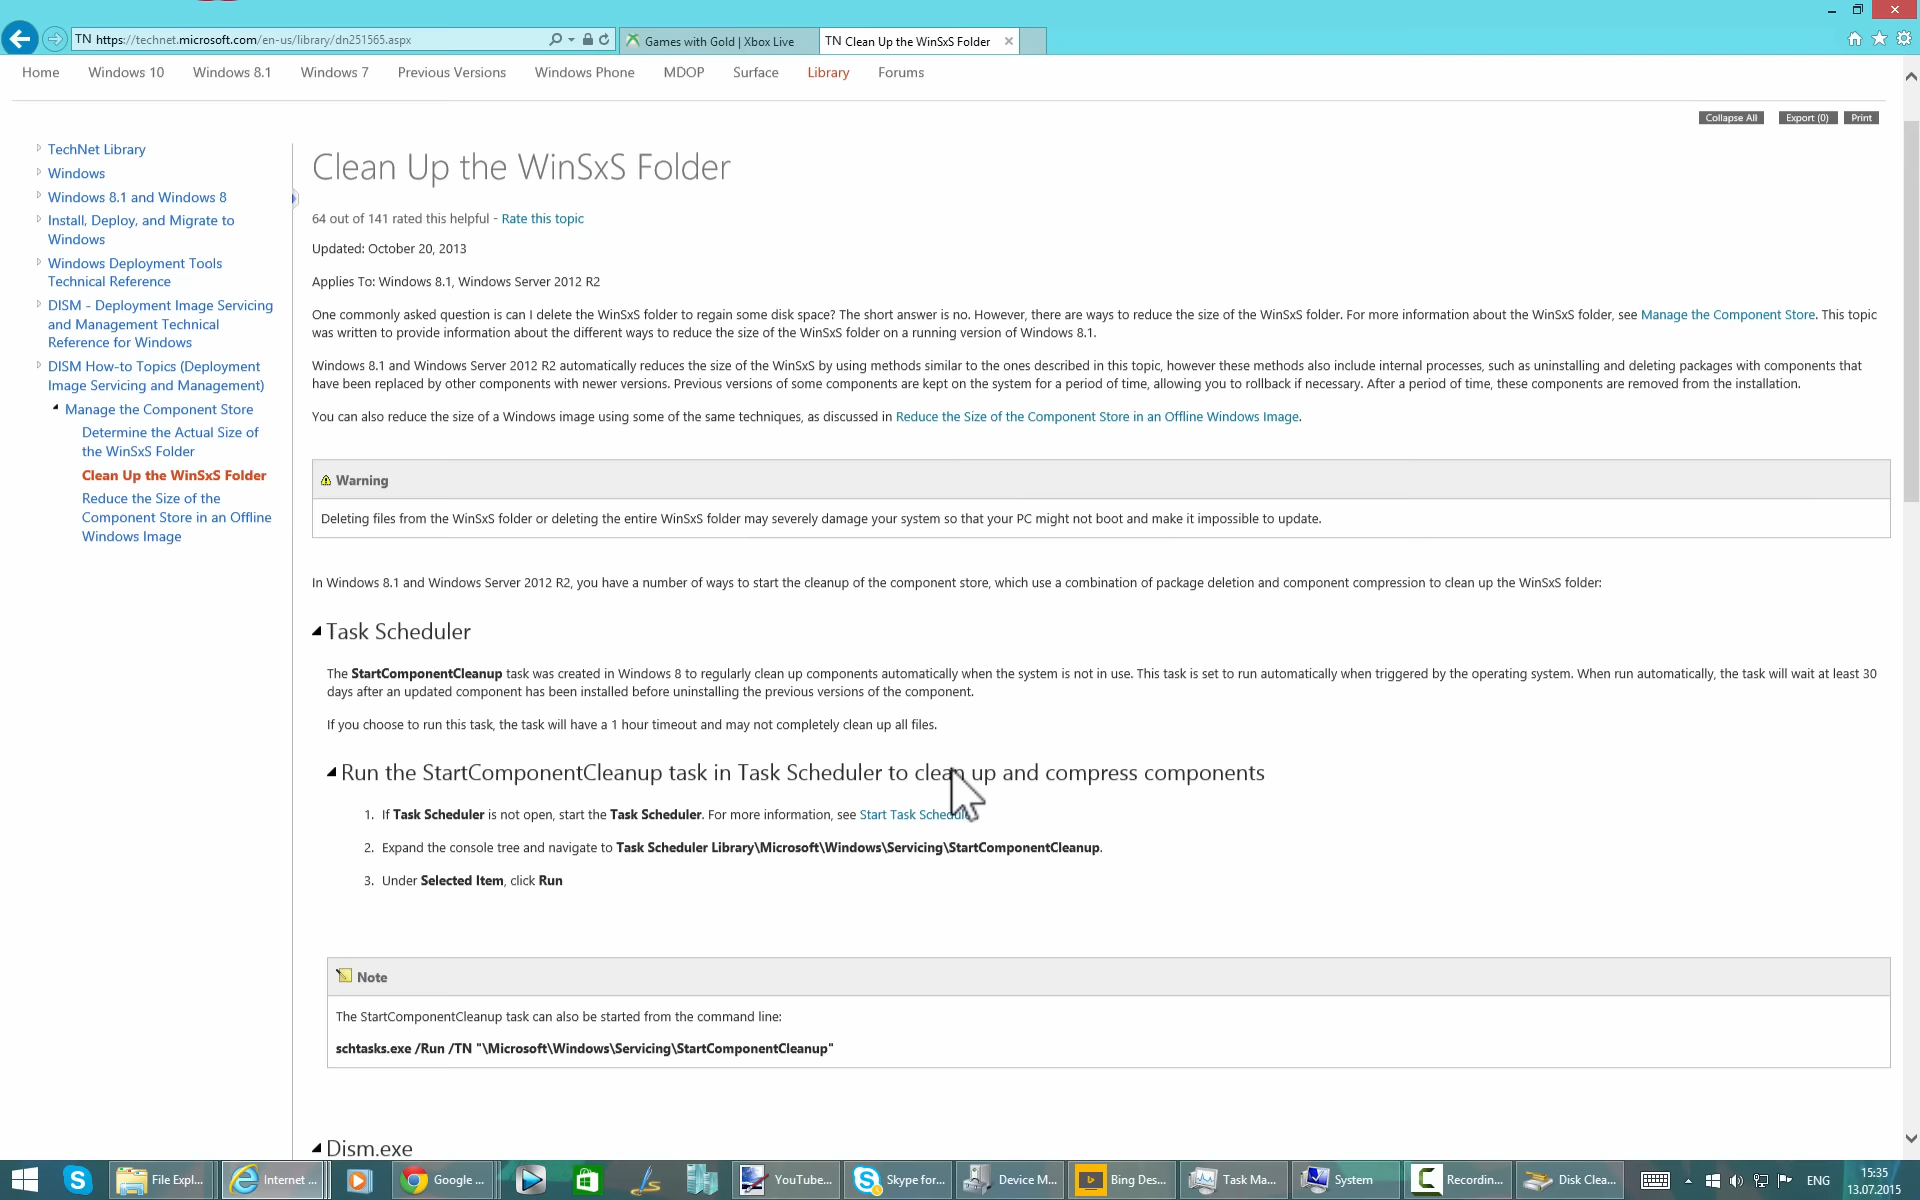 TN https://technet.microsoft.com/en-us/library/dn251565.aspx
Games with Gold | Xbox Live
TN Clean Up the WinSxS Folder
Home Windows 10 Windows 8.1 Windows 7 Previous Versions Windows Phone MDOP Surface Library Forums
Collapse All Export (0) Print
TechNet Library
Windows
Windows 8.1 and Windows 8
Install, Deploy, and Migrate to
Windows
Windows Deployment Tools
Technical Reference
DISM - Deployment Image Servicing
and Management Technical
Reference for Windows
DISM How-to Topics (Deployment
Image Servicing and Management)
Manage the Component Store
Determine the Actual Size of
the WinSxS Folder
Clean Up the WinSxS Folder
Reduce the Size of the
Component Store in an Offline
Windows Image
Clean Up the WinSxS Folder
64 out of 141 rated this helpful - Rate this topic
Updated: October 20, 2013
Applies To: Windows 8.1, Windows Server 2012 R2
One commonly asked question is can I delete the WinSxS folder to regain some disk space? The short answer is no. However, there are ways to reduce the size of the WinSxS folder. For more information about the WinSxS folder, see Manage the Component Store. This topic
was written to provide information about the different ways to reduce the size of the WinSxS folder on a running version of Windows 8.1.
Windows 8.1 and Windows Server 2012 R2 automatically reduces the size of the WinSxS by using methods similar to the ones described in this topic, however these methods also include internal processes, such as uninstalling and deleting packages with components that
have been replaced by other components with newer versions. Previous versions of some components are kept on the system for a period of time, allowing you to rollback if necessary. After a period of time, these components are removed from the installation.
You can also reduce the size of a Windows image using some of the same techniques, as discussed in Reduce the Size of the Component Store in an Offline Windows Image.
Warning
Deleting files from the WinSxS folder or deleting the entire WinSxS folder may severely damage your system so that your PC might not boot and make it impossible to update.
In Windows 8.1 and Windows Server 2012 R2, you have a number of ways to start the cleanup of the component store, which use a combination of package deletion and component compression to clean up the WinSxS folder:
Task Scheduler
The StartComponentCleanup task was created in Windows 8 to regularly clean up components automatically when the system is not in use. This task is set to run automatically when triggered by the operating system. When run automatically, the task will wait at least 30
days after an updated component has been installed before uninstalling the previous versions of the component.
If you choose to run this task, the task will have a 1 hour timeout and may not completely clean up all files.
Run the StartComponentCleanup task in Task Scheduler to clean up and compress components
1. If Task Scheduler is not open, start the Task Scheduler. For more information, see Start Task Scheduler
2. Expand the console tree and navigate to Task Scheduler Library\Microsoft\Windows\Servicing\StartComponentCleanup.
3. Under Selected Item, click Run
Note
The StartComponentCleanup task can also be started from the command line:
schtasks.exe /Run /TN "\Microsoft\Windows\Servicing\StartComponentCleanup"
Dism.exe
File Expl... Internet ... Google ... YouTube... Skype for... Device M... Bing Des... Task Ma... System Recordin... Disk Clea... ENG 15:35
13.07.2015